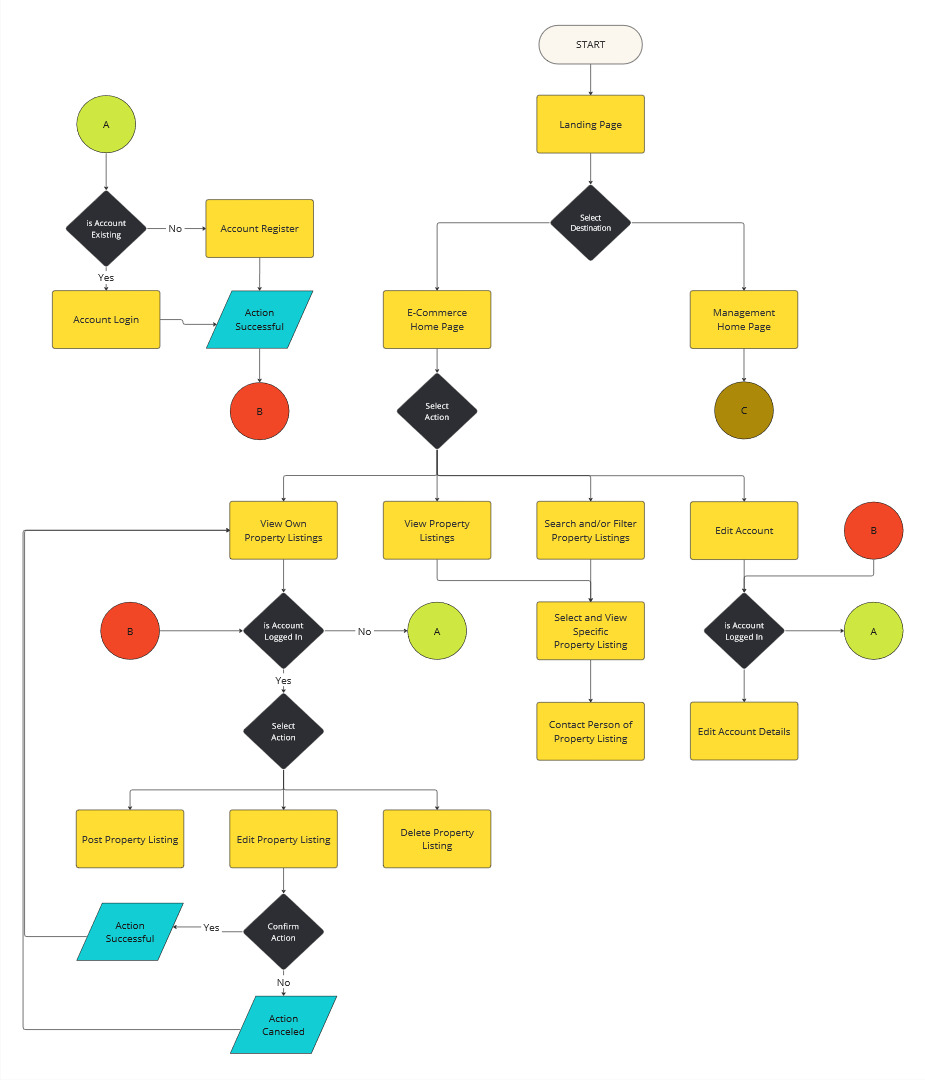 START
Landing Page
A
Select
Destination
is Account
Existing
No
Account Register
Yes
Account Login
Action
Successful
E-Commerce
Home Page
Management
Home Page
B
Select
Action
C
View Own
Property Listings
View Property
Listings
Search and/or Filter
Property Listings
Edit Account
B
B
is Account
Logged In
No
A
Select and View
Specific
Property Listing
is Account
Logged In
A
Yes
Select
Action
Contact Person of
Property Listing
Edit Account Details
Post Property Listing
Edit Property Listing
Delete Property
Listing
Action
Successful
Yes
Confirm
Action
No
Action
Canceled